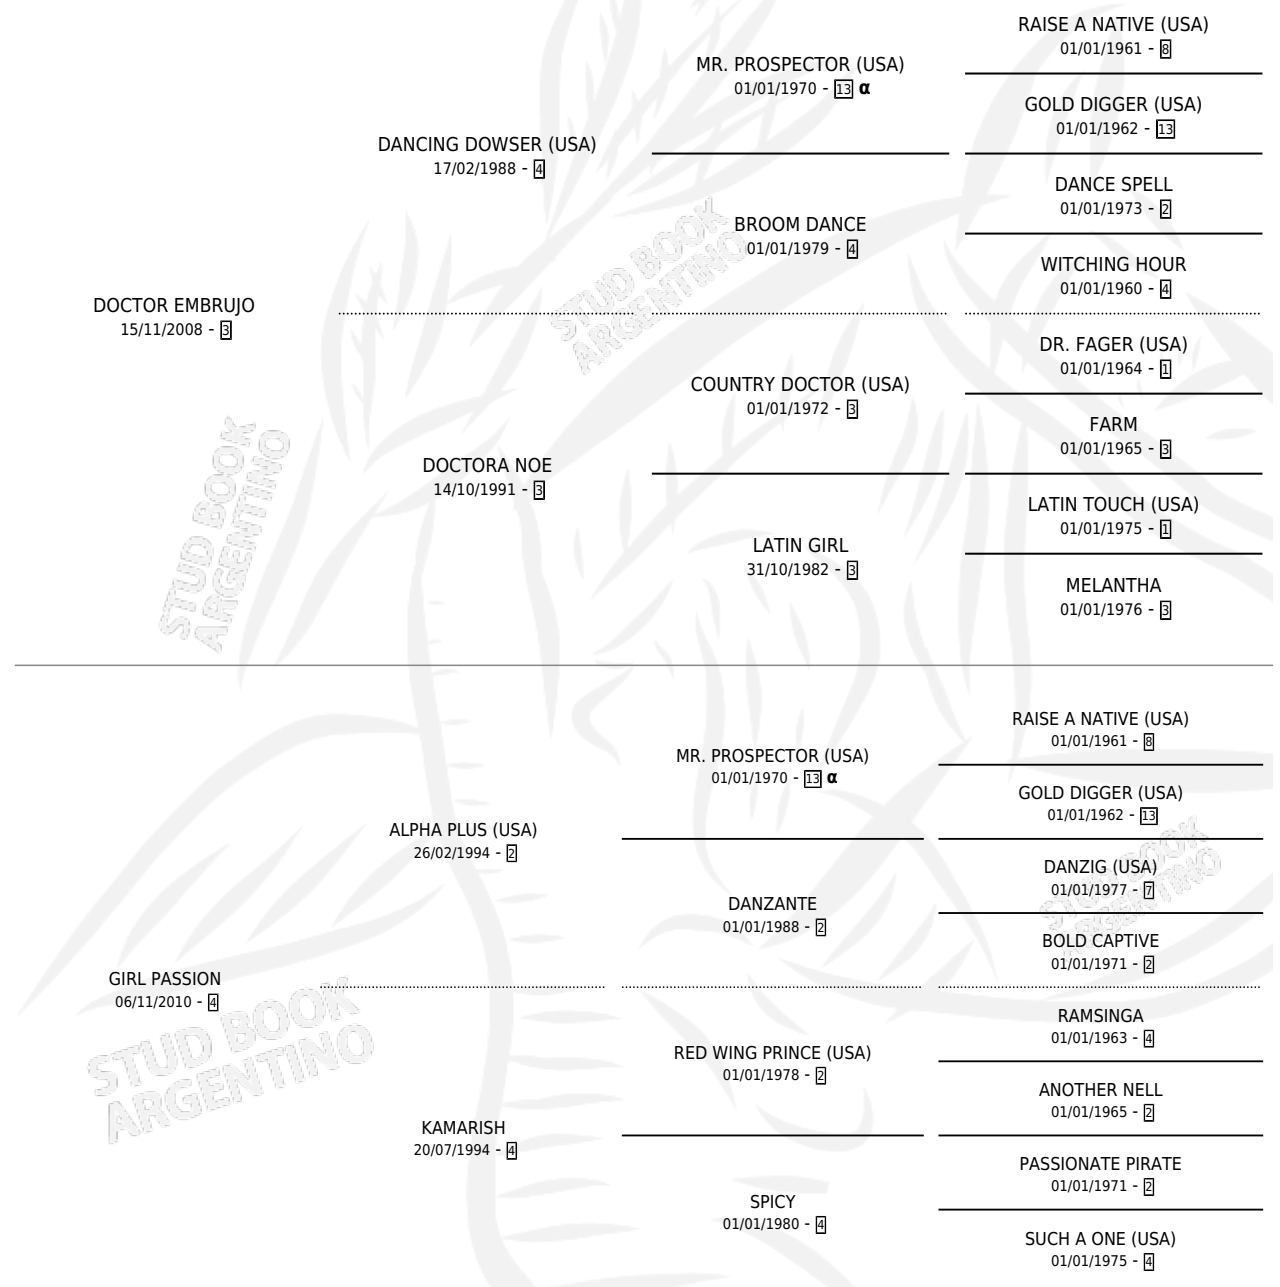 RAISE A NATIVE (USA)
01/01/1961 - 8
MR. PROSPECTOR (USA)
01/01/1970 - 13 α
GOLD DIGGER (USA)
01/01/1962 - 13
DANCING DOWSER (USA)
17/02/1988 - 4
DANCE SPELL
01/01/1973 - 2
BROOM DANCE
01/01/1979 - 4
WITCHING HOUR
01/01/1960 - 4
DOCTOR EMBRUJO
15/11/2008 - 3
STUD BOOK
ARGENTINO
DR. FAGER (USA)
01/01/1964 - 1
COUNTRY DOCTOR (USA)
01/01/1972 - 3
FARM
01/01/1965 - 3
DOCTORA NOE
14/10/1991 - 3
LATIN TOUCH (USA)
01/01/1975 - 1
LATIN GIRL
31/10/1982 - 3
MELANTHA
01/01/1976 - 3
STUD BOOK
ARGENTINO
RAISE A NATIVE (USA)
01/01/1961 - 8
MR. PROSPECTOR (USA)
01/01/1970 - 13 α
GOLD DIGGER (USA)
01/01/1962 - 13
ALPHA PLUS (USA)
26/02/1994 - 2
DANZIG (USA)
01/01/1977 - 7
DANZANTE
01/01/1988 - 2
BOLD CAPTIVE
01/01/1971 - 2
STUD BOOK
ARGENTINO
GIRL PASSION
06/11/2010 - 4
RAMSINGA
01/01/1963 - 4
RED WING PRINCE (USA)
01/01/1978 - 2
ANOTHER NELL
01/01/1965 - 2
STUD BOOK
ARGENTINO
KAMARISH
20/07/1994 - 4
PASSIONATE PIRATE
01/01/1971 - 2
SPICY
01/01/1980 - 4
SUCH A ONE (USA)
01/01/1975 - 4